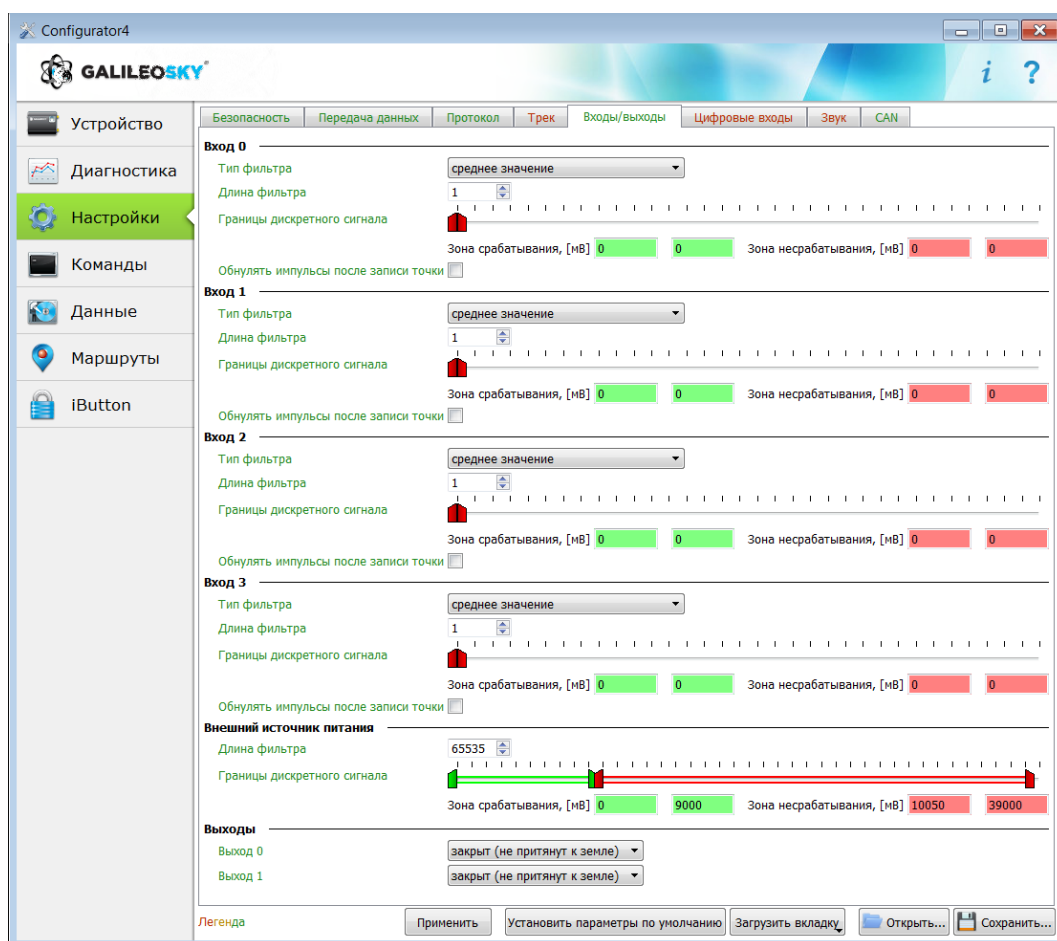 Configurator4
GALILEOSKY
i ?
Устройство
Диагностика
Настройки
Команды
Данные
Маршруты
iButton
Безопасность Передача данных Протокол Трек Входы/выходы Цифровые входы Звук CAN
Вход 0
Тип фильтра среднее значение
Длина фильтра 1
Границы дискретного сигнала
Зона срабатывания, [мВ] 0 0 Зона несрабатывания, [мВ] 0 0
Обнулять импульсы после записи точки
Вход 1
Тип фильтра среднее значение
Длина фильтра 1
Границы дискретного сигнала
Зона срабатывания, [мВ] 0 0 Зона несрабатывания, [мВ] 0 0
Обнулять импульсы после записи точки
Вход 2
Тип фильтра среднее значение
Длина фильтра 1
Границы дискретного сигнала
Зона срабатывания, [мВ] 0 0 Зона несрабатывания, [мВ] 0 0
Обнулять импульсы после записи точки
Вход 3
Тип фильтра среднее значение
Длина фильтра 1
Границы дискретного сигнала
Зона срабатывания, [мВ] 0 0 Зона несрабатывания, [мВ] 0 0
Обнулять импульсы после записи точки
Внешний источник питания
Длина фильтра 65535
Границы дискретного сигнала
Зона срабатывания, [мВ] 0 9000 Зона несрабатывания, [мВ] 10050 39000
Выходы
Выход 0 закрыт (не притянут к земле)
Выход 1 закрыт (не притянут к земле)
Легенда Применить Установить параметры по умолчанию Загрузить вкладку Открыть... Сохранить...